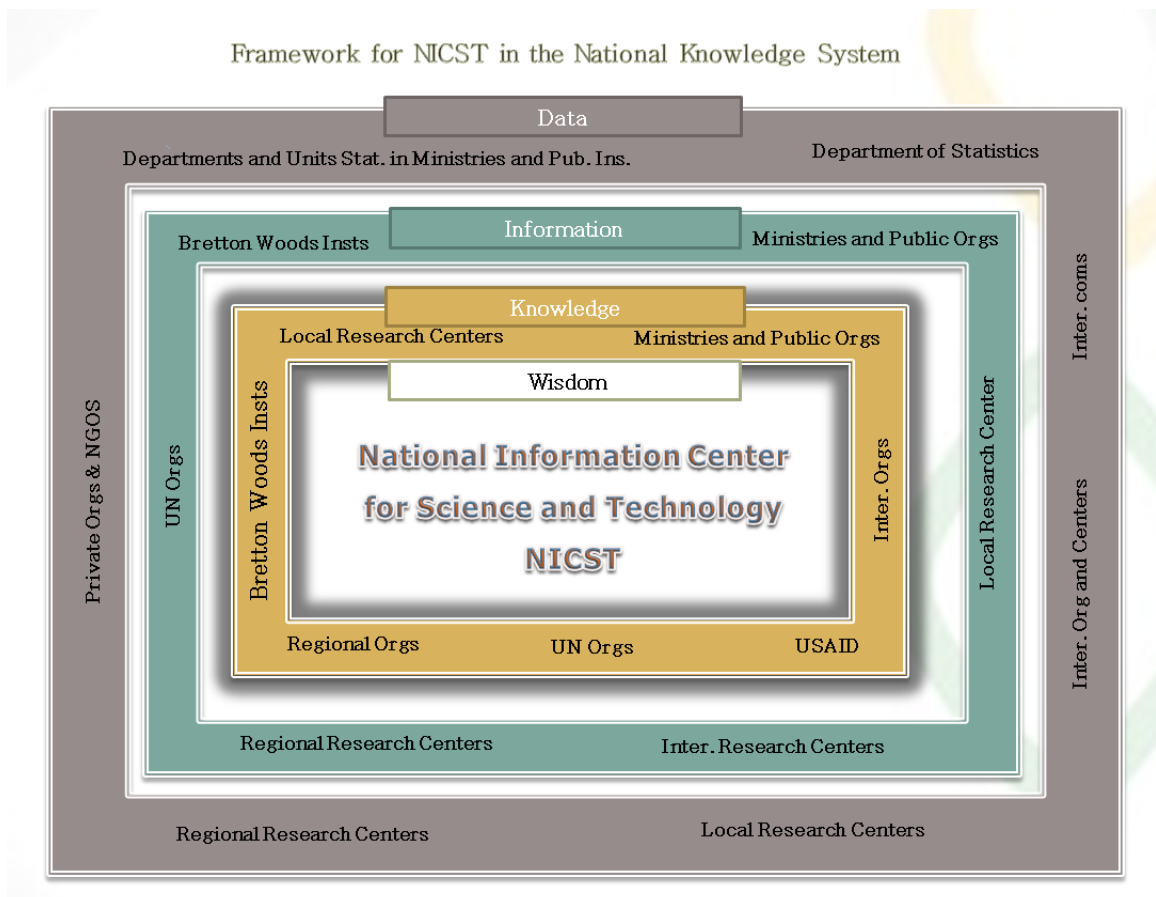 Framework for NICST in the National Knowledge System
Data
Departments and Units Stat. in Ministries and Pub. Ins.
Department of Statistics
Information
Bretton Woods Insts
Ministries and Public Orgs
Knowledge
Local Research Centers
Ministries and Public Orgs
Wisdom
National Information Center
for Science and Technology
NICST
Private Orgs & NGOS
UN Orgs
Bretton Woods Insts
Inter. Orgs
Local Research Center
Inter. coms
Inter. Org and Centers
Regional Orgs
UN Orgs
USAID
Regional Research Centers
Inter. Research Centers
Regional Research Centers
Local Research Centers